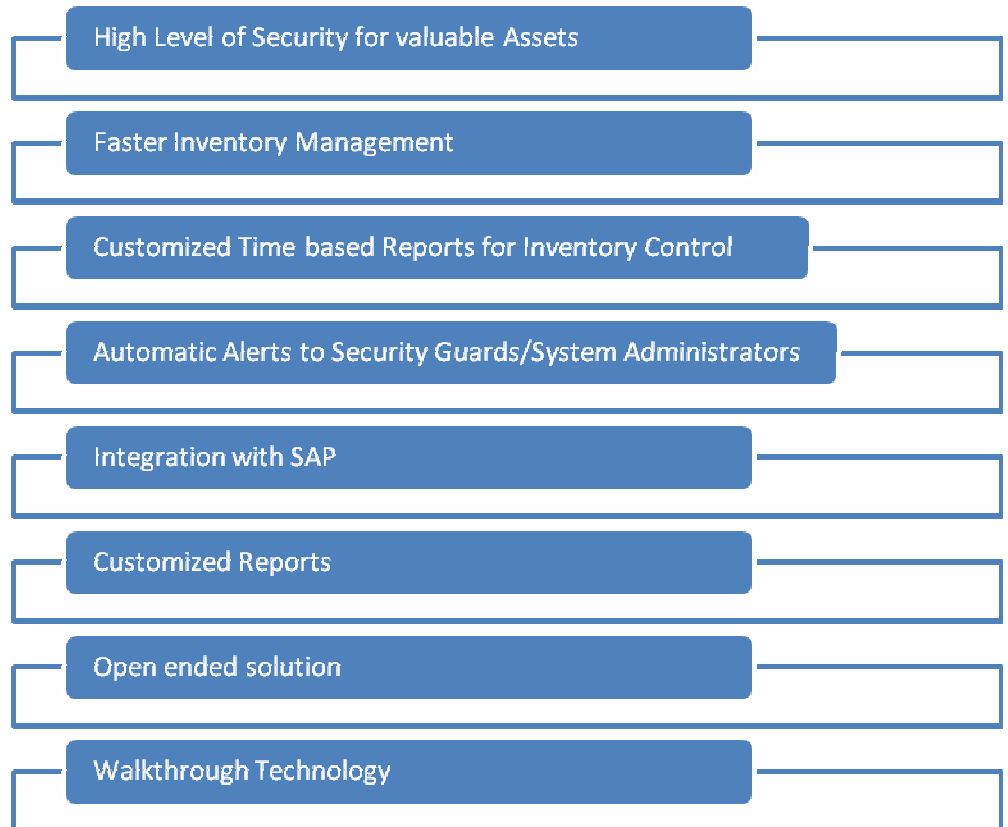 High Level of Security for valuable Assets
Faster Inventory Management
Customized Time based Reports for Inventory Control
Automatic Alerts to Security Guards/System Administrators
Integration with SAP
Customized Reports
Open ended solution
Walkthrough Technology